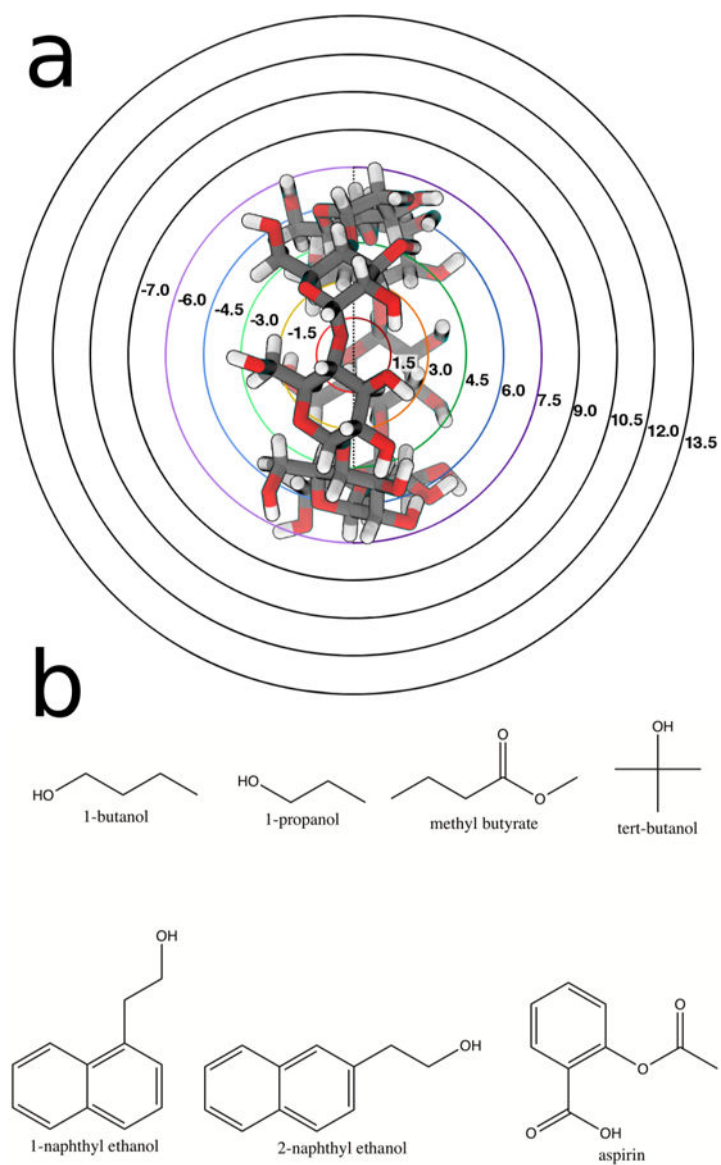 a
-7.0
-6.0
-4.5
-3.0
-1.5
1.5
3.0
4.5
6.0
7.5
9.0
10.5
12.0
13.5
b
HO
1-butanol
HO
1-propanol
O
O
methyl butyrate
OH
tert-butanol
OH
1-naphthyl ethanol
OH
2-naphthyl ethanol
O
O
O
OH
aspirin